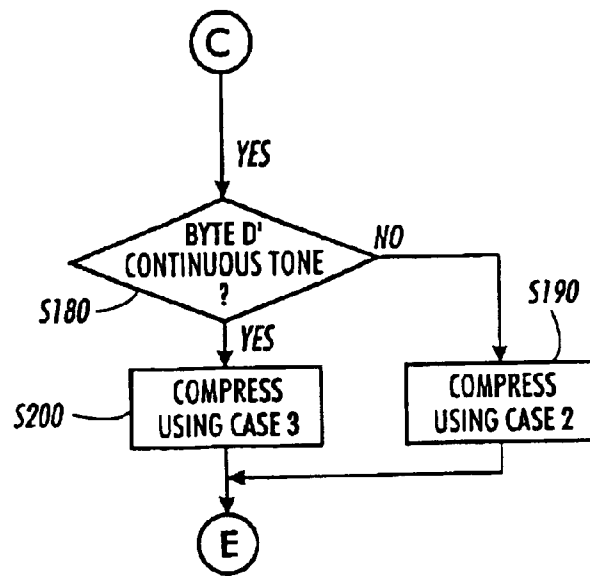 C
YES
BYTE D'
CONTINUOUS TONE
?
NO
S180
YES
S190
S200
COMPRESS
USING CASE 3
COMPRESS
USING CASE 2
E